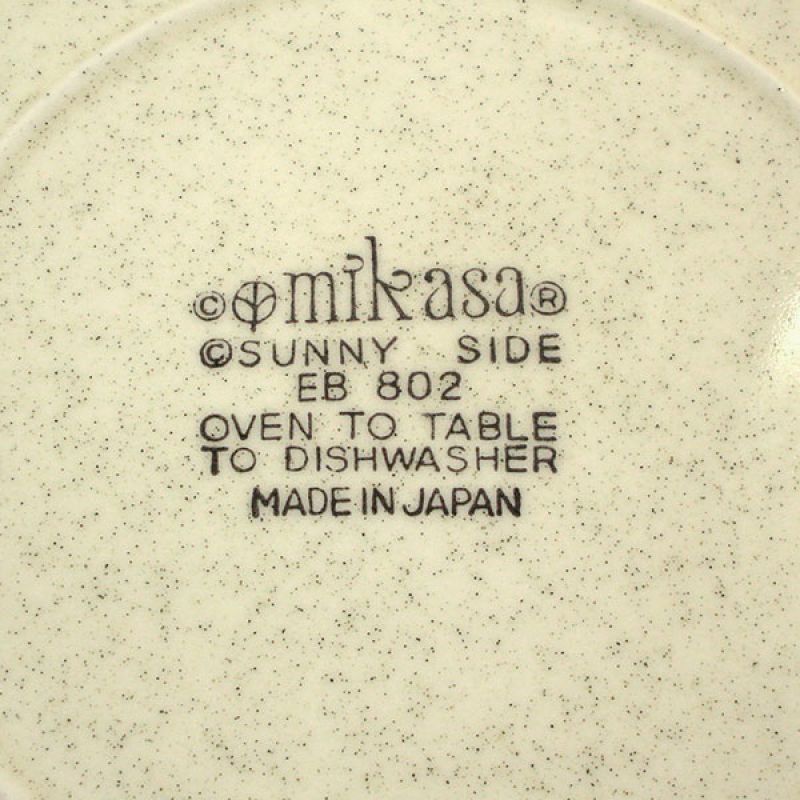 © mikasa®
©SUNNY SIDE
EB 802
OVEN TO TABLE
TO DISHWASHER
MADE IN JAPAN